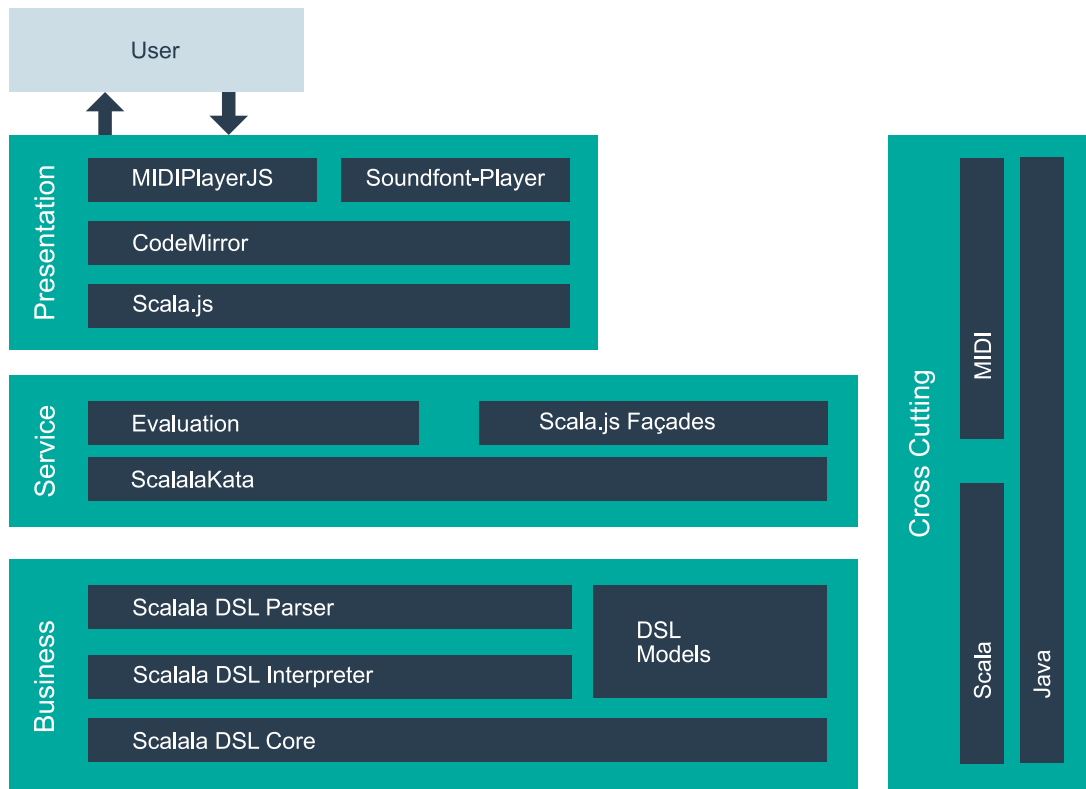 User
Presentation
MIDIPlayerJS
Soundfont-Player
CodeMirror
Scala.js
Service
Evaluation
Scala.js Façades
ScalalaKata
Business
Scalala DSL Parser
Scalala DSL Interpreter
DSL
Models
Scalala DSL Core
Cross Cutting
MIDI
Scala
Java